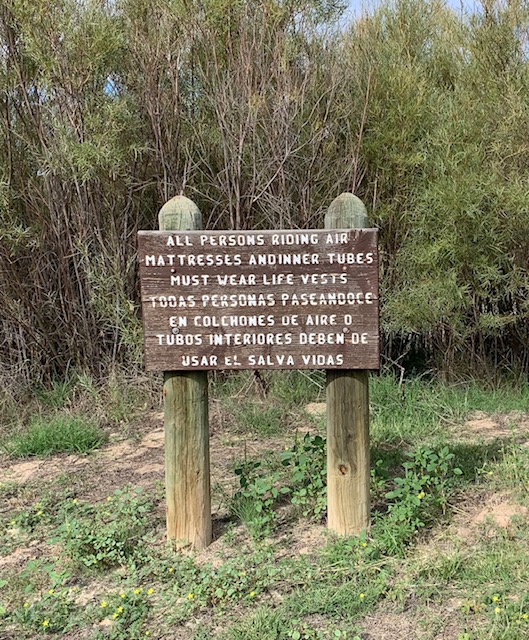 ALL PERSONS RIDING AIR
MATTRESSES ANDINNER TUBES
MUST WEAR LIFE VESTS
TODAS PERSONAS PASEANDOCE
EN COLCHONES DE AIRE O
TUBOS INTERIORES DEBEN DE
USAR EL SALVA VIDAS